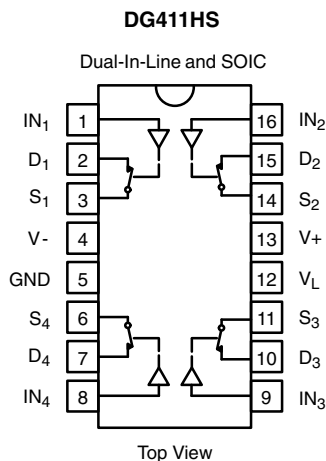 DG411HS
Dual-In-Line and SOIC
IN1 1 16 IN2
D1 2 15 D2
S1 3 14 S2
V- 4 13 V+
GND 5 12 VL
S4 6 11 S3
D4 7 10 D3
IN4 8 9 IN3
Top View